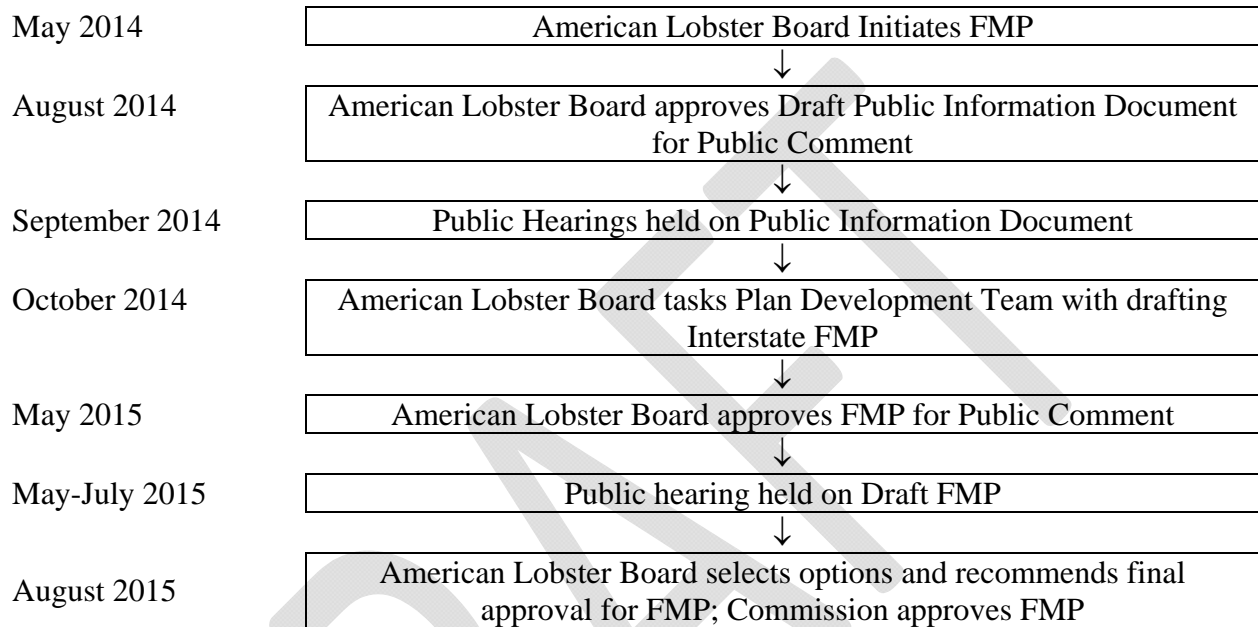 May 2014 American Lobster Board Initiates FMP
↓
August 2014 American Lobster Board approves Draft Public Information Document
for Public Comment
↓
September 2014 Public Hearings held on Public Information Document
↓
October 2014 American Lobster Board tasks Plan Development Team with drafting
Interstate FMP
↓
May 2015 American Lobster Board approves FMP for Public Comment
↓
May-July 2015 Public hearing held on Draft FMP
↓
August 2015 American Lobster Board selects options and recommends final
approval for FMP; Commission approves FMP
DRAFT